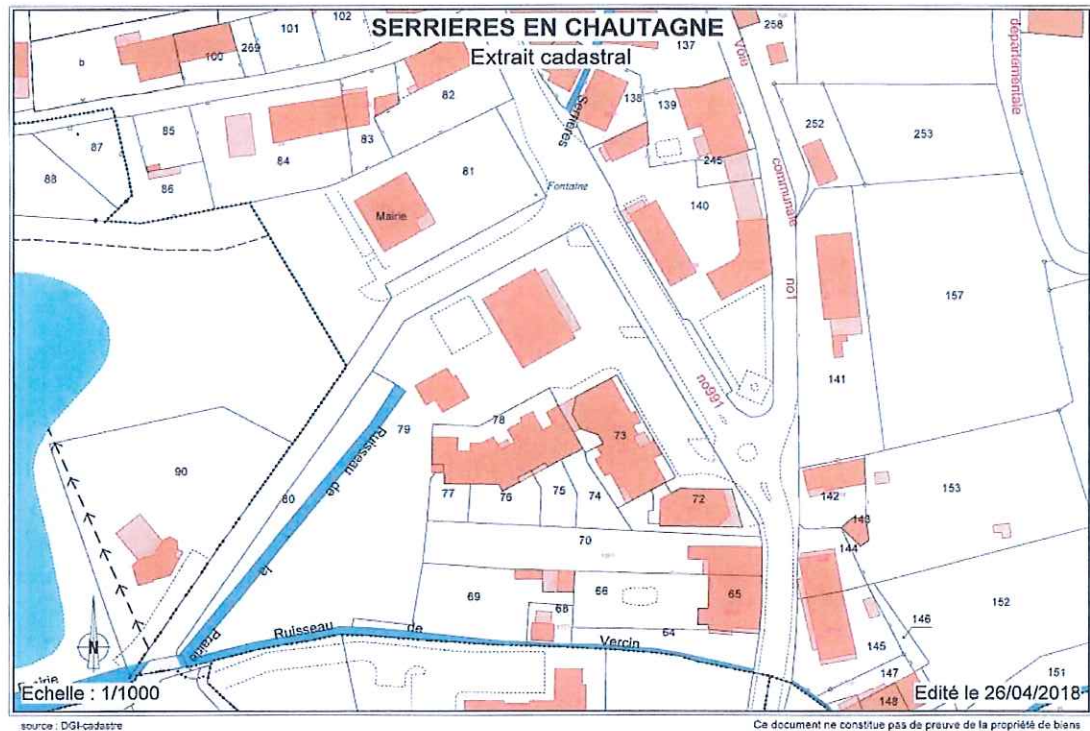 SERRIERES EN CHAUTAGNE
Extrait cadastral
b
100
269
101
102
137
Voie
258
départementale
82
Serrières
138
139
252
253
87
85
83
88
86
84
81
245
communale
Fontaine
Mairie
140
no1
157
141
no991
79
78
73
Ruisseau de la Prairie
90
80
77
76
75
74
72
142
143
153
144
70
69
68
66
65
64
152
146
145
Ruisseau de Vercin
147
148
151
N
Echelle : 1/1000
Edité le 26/04/2018
source : DGI-cadastre
Ce document ne constitue pas de preuve de la propriété de biens